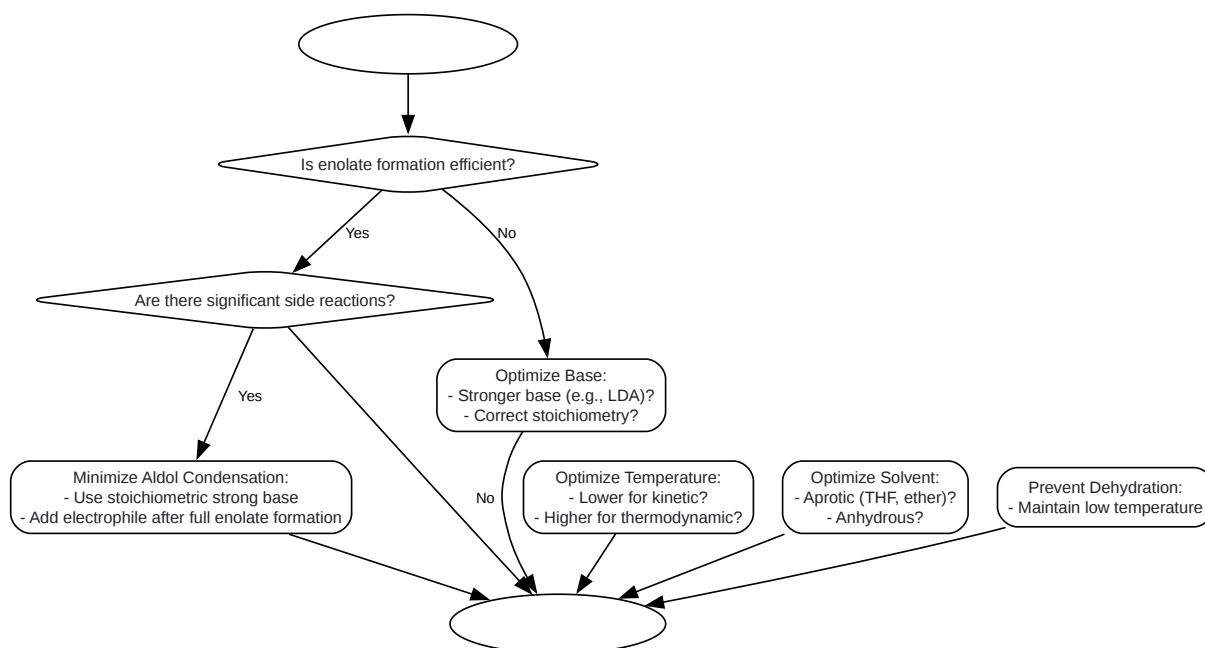 Is enolate formation efficient?
Yes
No
Are there significant side reactions?
Optimize Base:
- Stronger base (e.g., LDA)?
- Correct stoichiometry?
Yes
Minimize Aldol Condensation:
- Use stoichiometric strong base
- Add electrophile after full enolate formation
No
Optimize Temperature:
- Lower for kinetic?
- Higher for thermodynamic?
Optimize Solvent:
- Aprotic (THF, ether)?
- Anhydrous?
Prevent Dehydration:
- Maintain low temperature